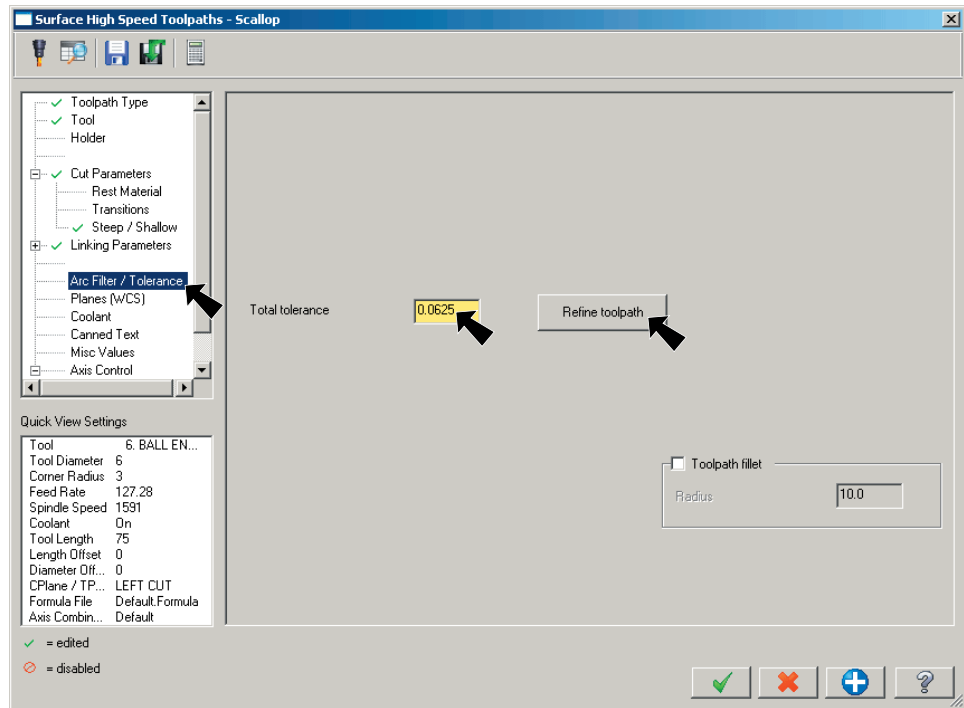 Surface High Speed Toolpaths - Scallop
Toolpath Type
Tool
Holder
Cut Parameters
Rest Material
Transitions
Steep / Shallow
Linking Parameters
Arc Filter / Tolerance
Planes (WCS)
Coolant
Canned Text
Misc Values
Axis Control
Total tolerance 0.0625 Refine toolpath
Toolpath fillet
Radius 10.0
Quick View Settings
Tool 6. BALL EN...
Tool Diameter 6
Corner Radius 3
Feed Rate 127.28
Spindle Speed 1591
Coolant On
Tool Length 75
Length Offset 0
Diameter Off... 0
CPlane / TP... LEFT CUT
Formula File Default.Formula
Axis Combin... Default
= edited
= disabled